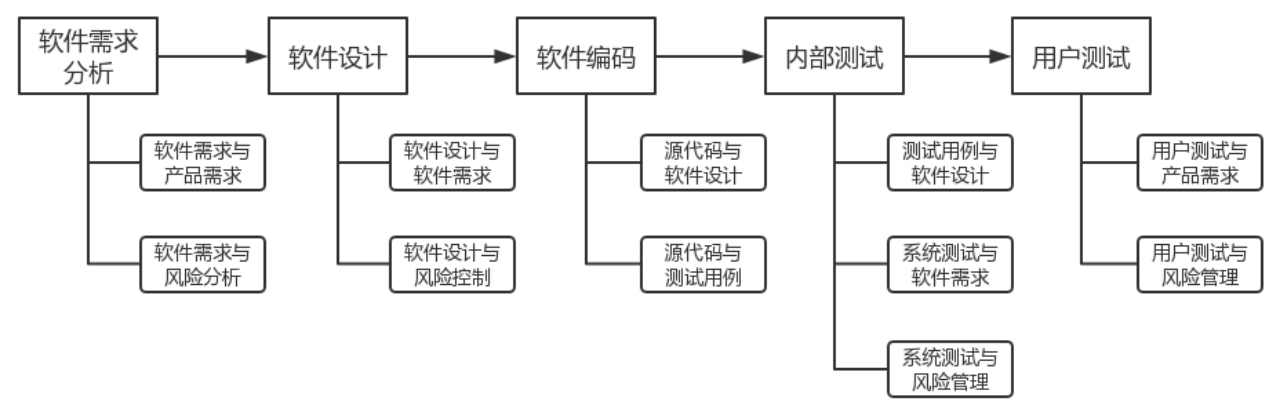 软件需求
分析
软件设计
软件编码
内部测试
用户测试
软件需求与
产品需求
软件设计与
软件需求
源代码与
软件设计
测试用例与
软件设计
用户测试与
产品需求
软件需求与
风险分析
软件设计与
风险控制
源代码与
测试用例
系统测试与
软件需求
用户测试与
风险管理
系统测试与
风险管理